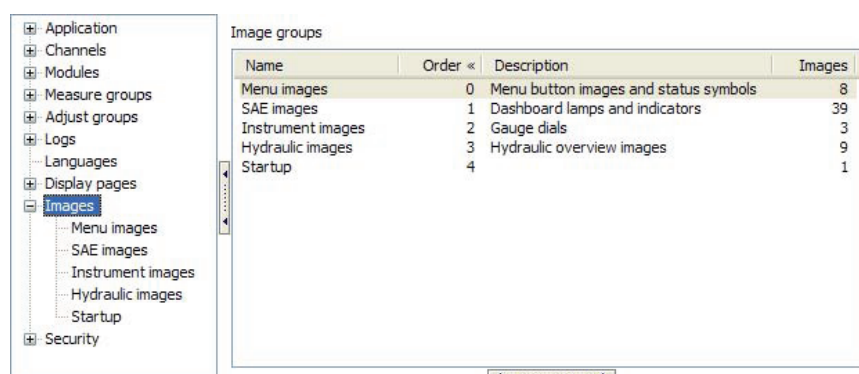 Application
Channels
Modules
Measure groups
Adjust groups
Logs
Languages
Display pages
Images
Menu images
SAE images
Instrument images
Hydraulic images
Startup
Security
Image groups
Name Order « Description Images
Menu images 0 Menu button images and status symbols 8
SAE images 1 Dashboard lamps and indicators 39
Instrument images 2 Gauge dials 3
Hydraulic images 3 Hydraulic overview images 9
Startup 4 1